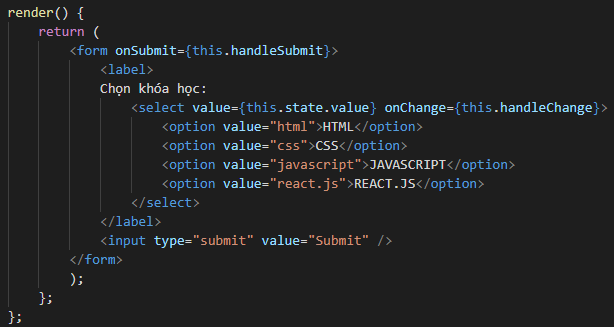 render() {
    return (
        <form onSubmit={this.handleSubmit}>
            <label>
            Chọn khóa học:
                <select value={this.state.value} onChange={this.handleChange}>
                    <option value="html">HTML</option>
                    <option value="css">CSS</option>
                    <option value="javascript">JAVASCRIPT</option>
                    <option value="react.js">REACT.JS</option>
                </select>
            </label>
            <input type="submit" value="Submit" />
        </form>
        );
    };
};